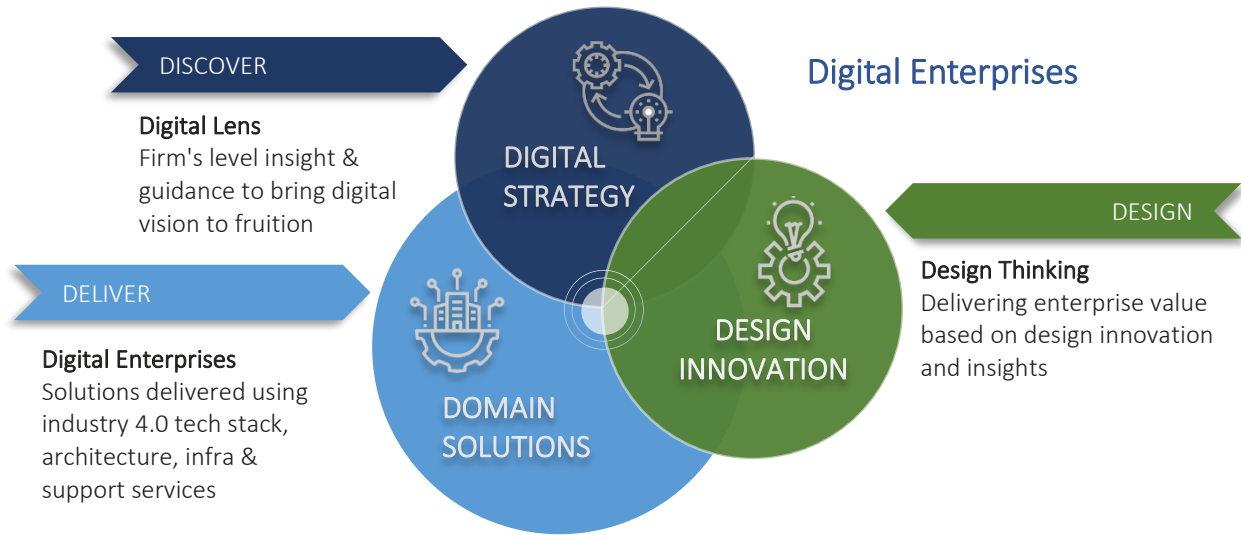 Digital Enterprises
DISCOVER
Digital Lens
Firm's level insight &
guidance to bring digital
vision to fruition
DIGITAL
STRATEGY
DESIGN
Design Thinking
Delivering enterprise value
based on design innovation
and insights
DESIGN
INNOVATION
DELIVER
Digital Enterprises
Solutions delivered using
industry 4.0 tech stack,
architecture, infra &
support services
DOMAIN
SOLUTIONS